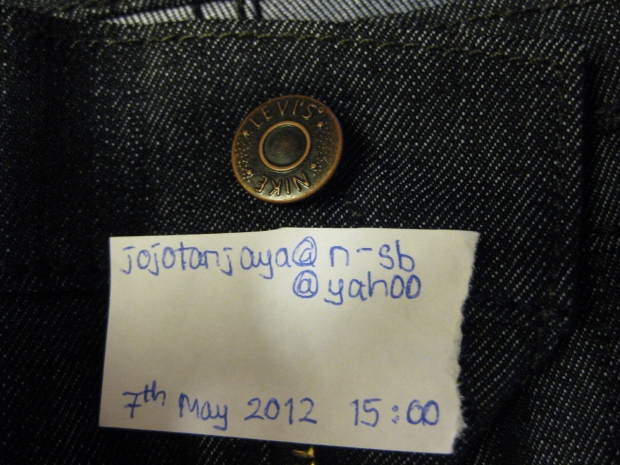 LEVI'S
NIKE
jojotanjaya@ n-sb
@yahoo
7th May 2012 15:00